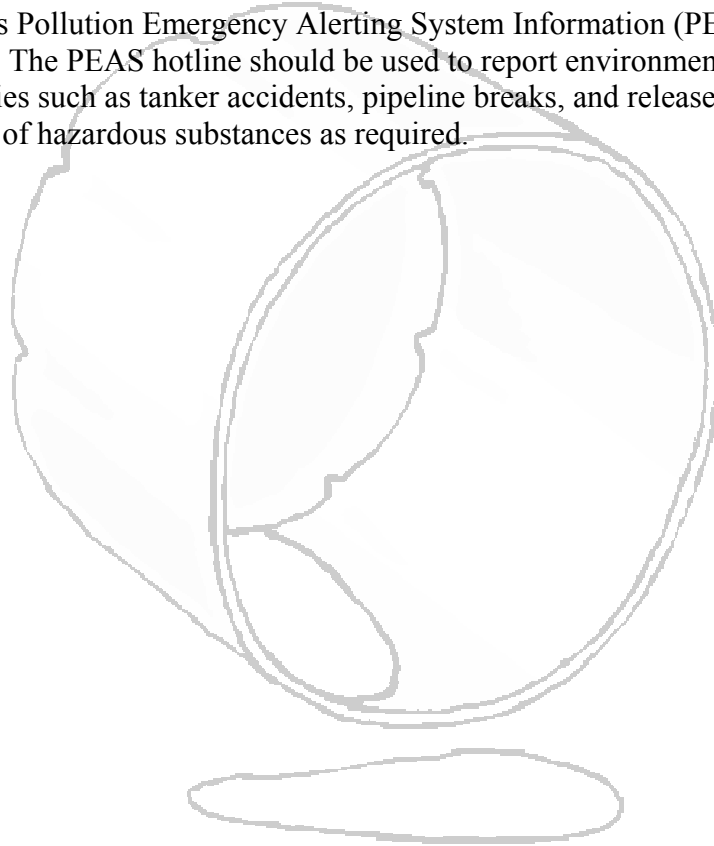 s Pollution Emergency Alerting System Information (PE
The PEAS hotline should be used to report environmen
ies such as tanker accidents, pipeline breaks, and release
of hazardous substances as required.